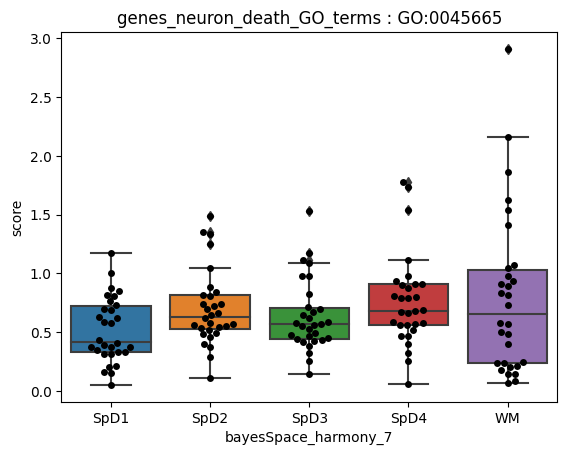 genes_neuron_death_GO_terms : GO:0045665
3.0
2.5
2.0
1.5
1.0
0.5
0.0
score
SpD1 SpD2 SpD3 SpD4 WM
bayesSpace_harmony_7